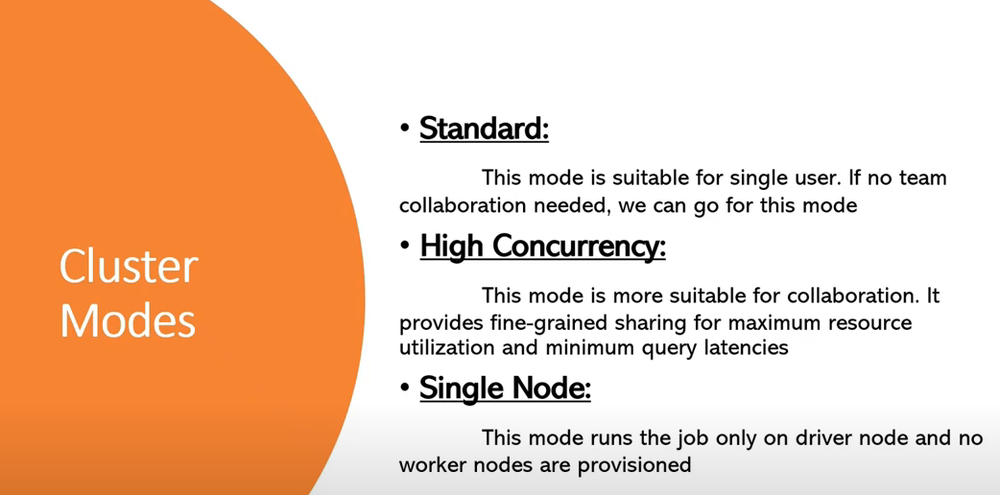 Cluster
Modes
• Standard:
This mode is suitable for single user. If no team
collaboration needed, we can go for this mode
• High Concurrency:
This mode is more suitable for collaboration. It
provides fine-grained sharing for maximum resource
utilization and minimum query latencies
• Single Node:
This mode runs the job only on driver node and no
worker nodes are provisioned